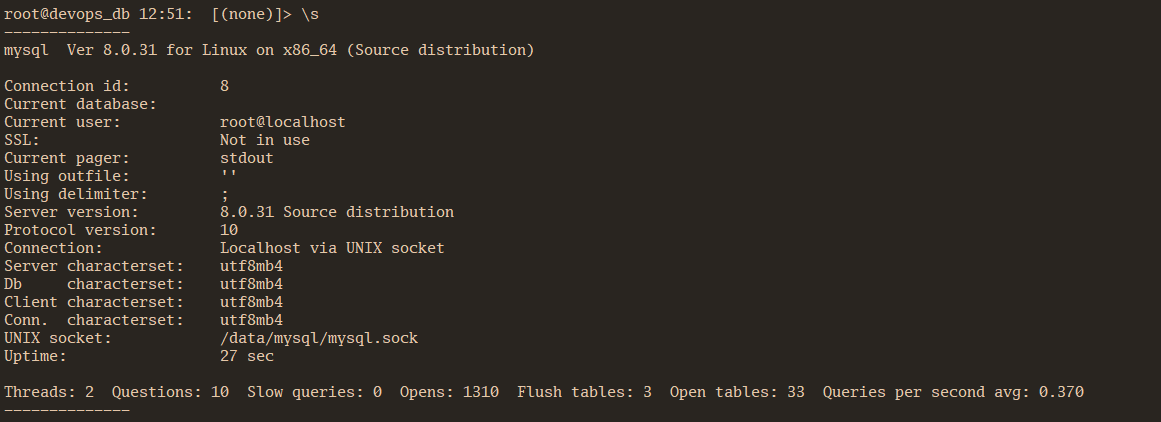 root@devops_db 12:51:  [(none)]> \s
--------------
mysql  Ver 8.0.31 for Linux on x86_64 (Source distribution)

Connection id:          8
Current database:
Current user:           root@localhost
SSL:                    Not in use
Current pager:          stdout
Using outfile:          ''
Using delimiter:        ;
Server version:         8.0.31 Source distribution
Protocol version:       10
Connection:             Localhost via UNIX socket
Server characterset:    utf8mb4
Db     characterset:    utf8mb4
Client characterset:    utf8mb4
Conn.  characterset:    utf8mb4
UNIX socket:            /data/mysql/mysql.sock
Uptime:                 27 sec

Threads: 2  Questions: 10  Slow queries: 0  Opens: 1310  Flush tables: 3  Open tables: 33  Queries per second avg: 0.370
--------------